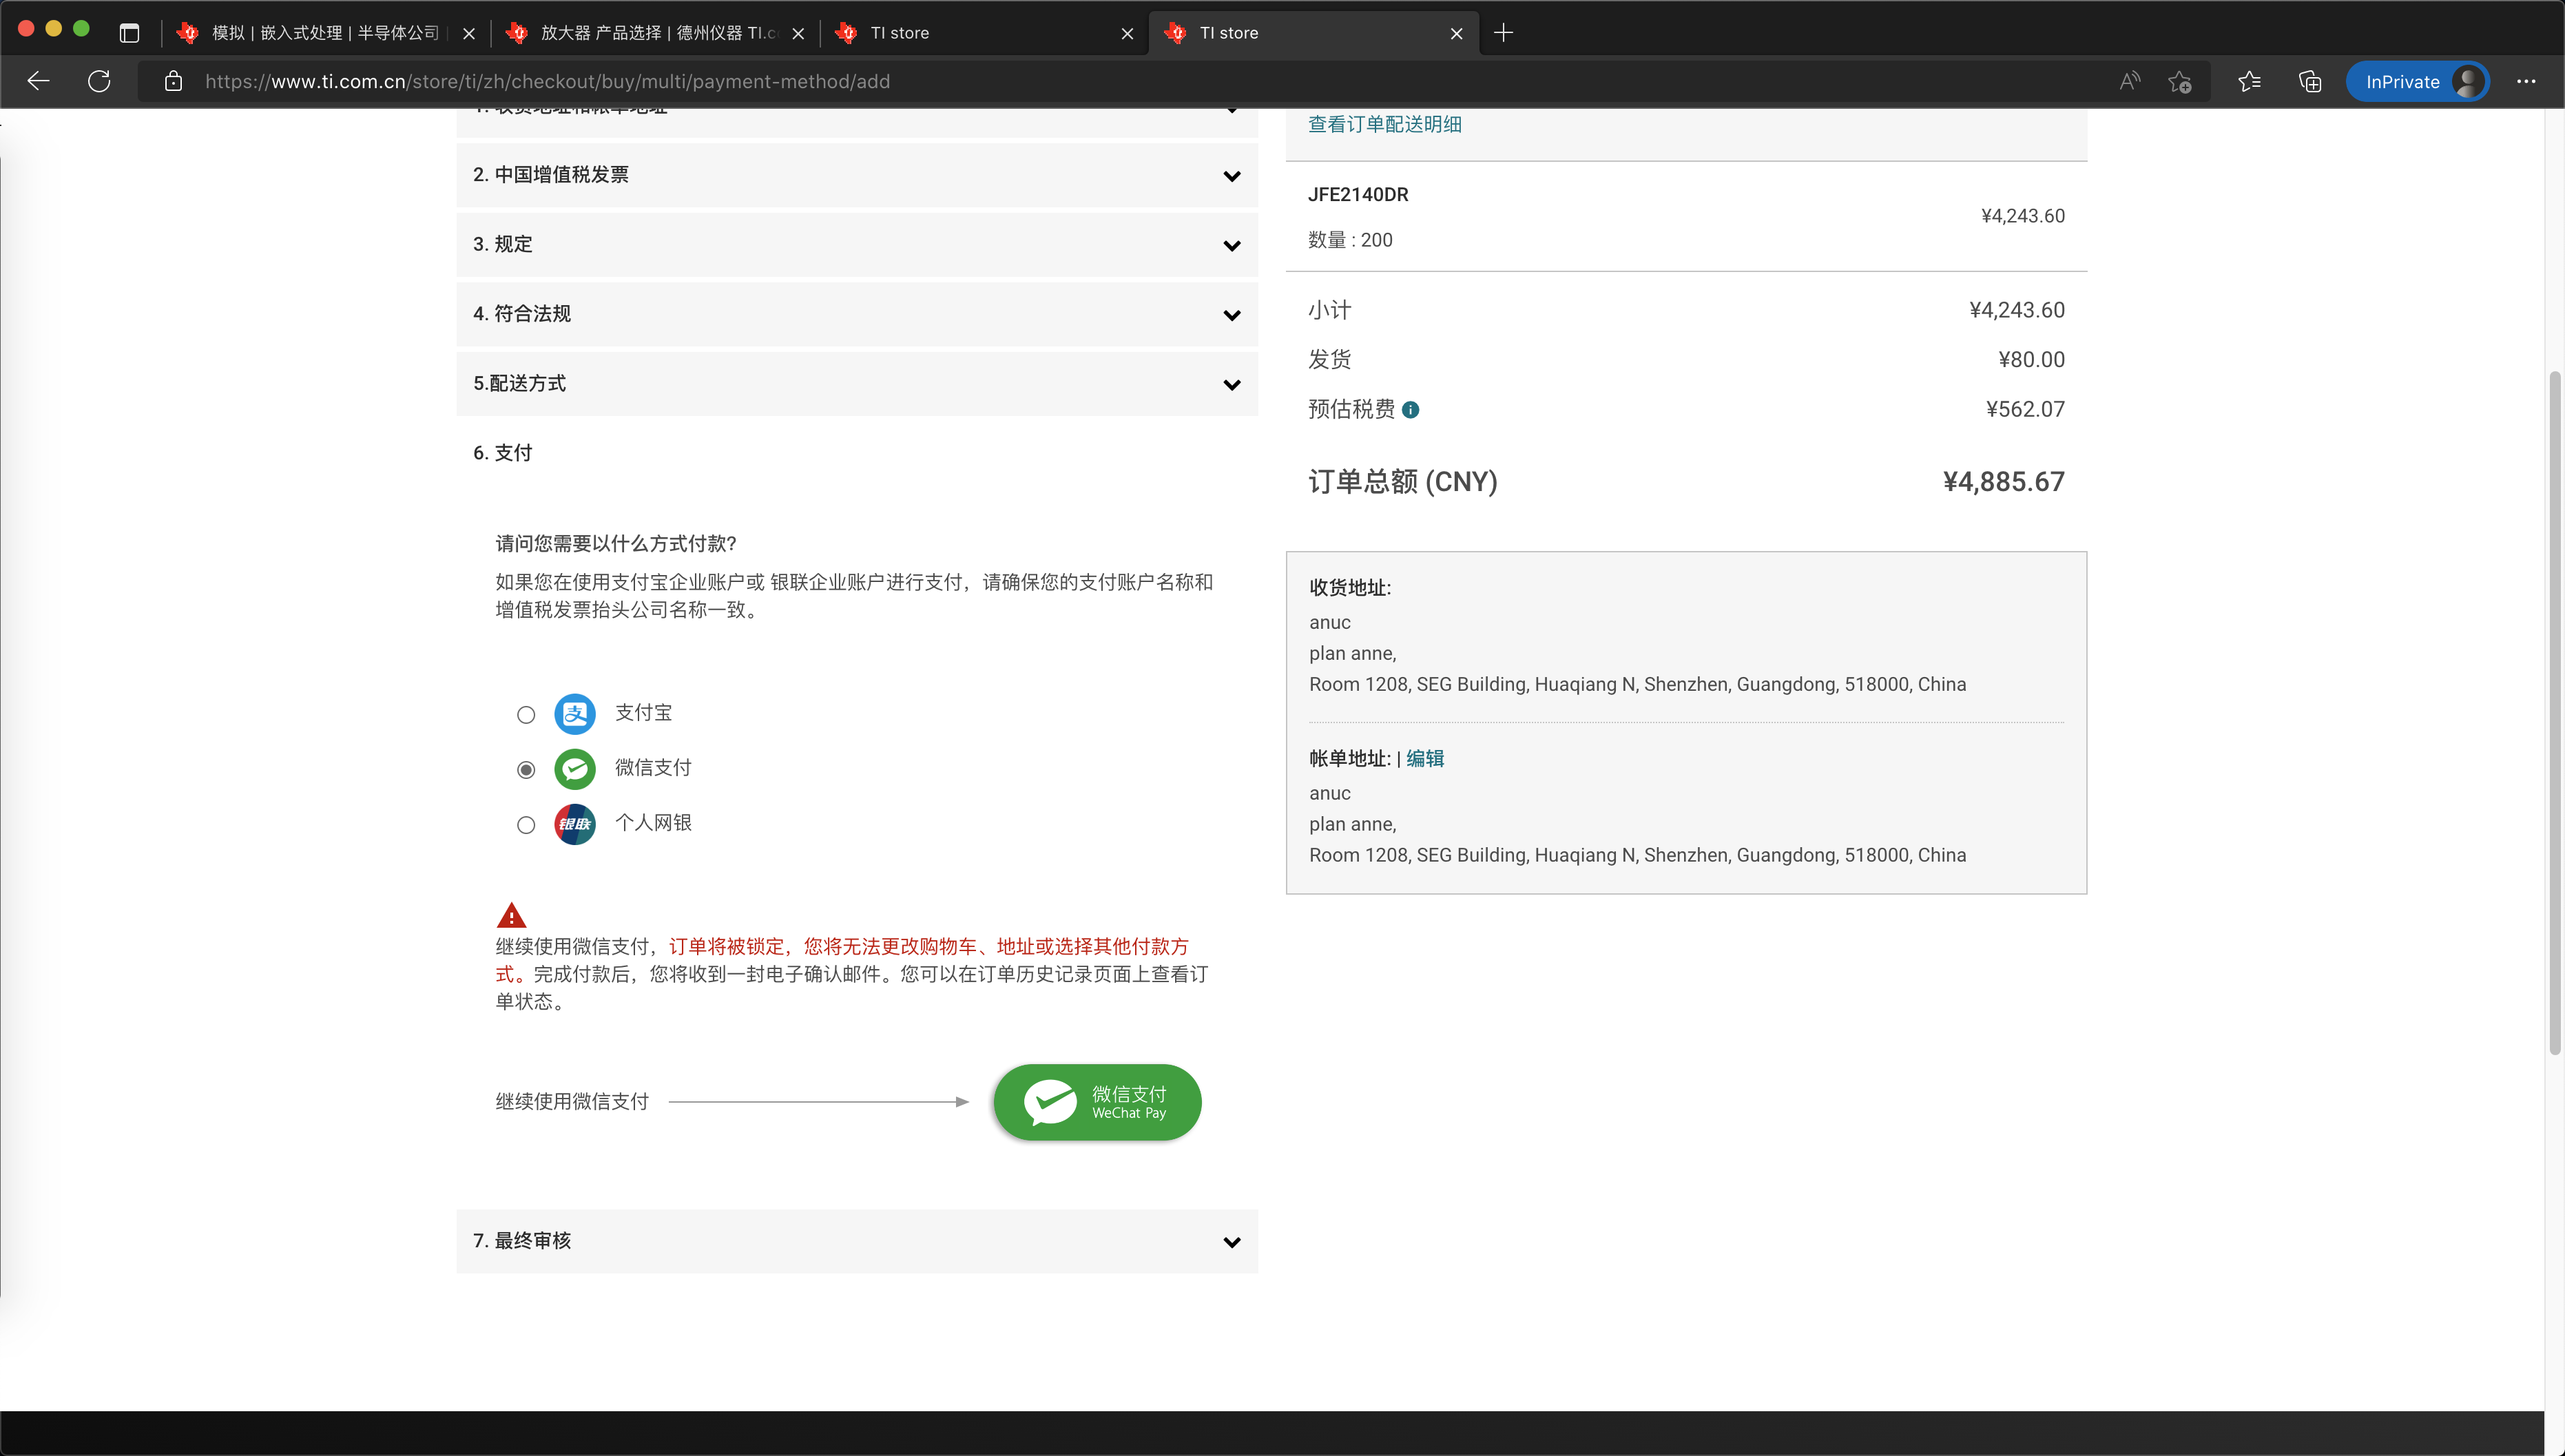 模拟 | 嵌入式处理 | 半导体公司 |
放大器 产品选择 | 德州仪器 TI.c
TI store
TI store
https://www.ti.com.cn/store/ti/zh/checkout/buy/multi/payment-method/add
InPrivate
1. 收货地址和帐单地址
2. 中国增值税发票
3. 规定
4. 符合法规
5.配送方式
6. 支付
请问您需要以什么方式付款?
如果您在使用支付宝企业账户或 银联企业账户进行支付，请确保您的支付账户名称和
增值税发票抬头公司名称一致。
支 支付宝
微信支付
银联 个人网银
继续使用微信支付，订单将被锁定，您将无法更改购物车、地址或选择其他付款方
式。完成付款后，您将收到一封电子确认邮件。您可以在订单历史记录页面上查看订
单状态。
继续使用微信支付
微信支付
WeChat Pay
7. 最终审核
查看订单配送明细
JFE2140DR
¥4,243.60
数量 : 200
小计 ¥4,243.60
发货 ¥80.00
预估税费 ¥562.07
订单总额 (CNY) ¥4,885.67
收货地址:
anuc
plan anne,
Room 1208, SEG Building, Huaqiang N, Shenzhen, Guangdong, 518000, China
帐单地址: | 编辑
anuc
plan anne,
Room 1208, SEG Building, Huaqiang N, Shenzhen, Guangdong, 518000, China